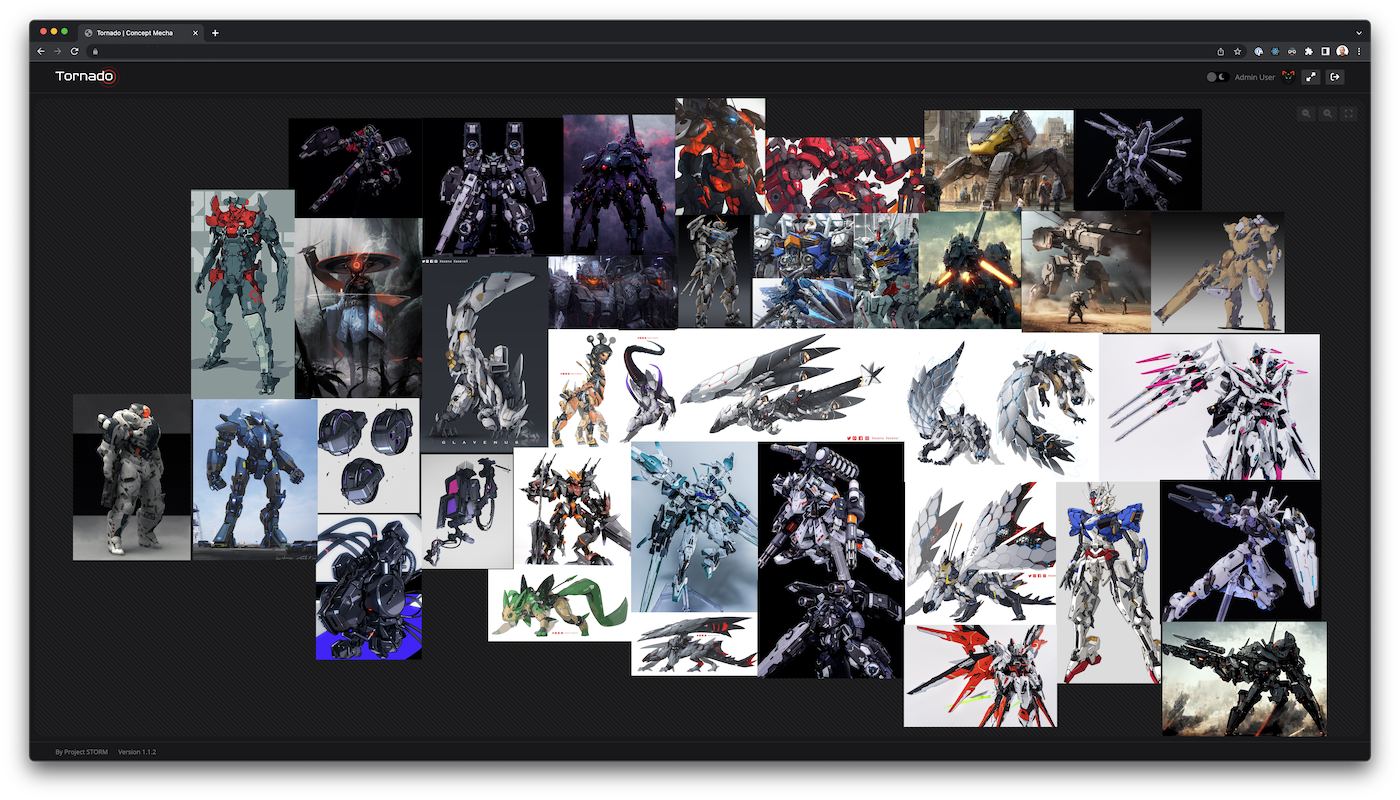 Tornado | Concept Mecha
Tornado
Admin User
GLAVENUS
By Project STORM Version 1.1.2